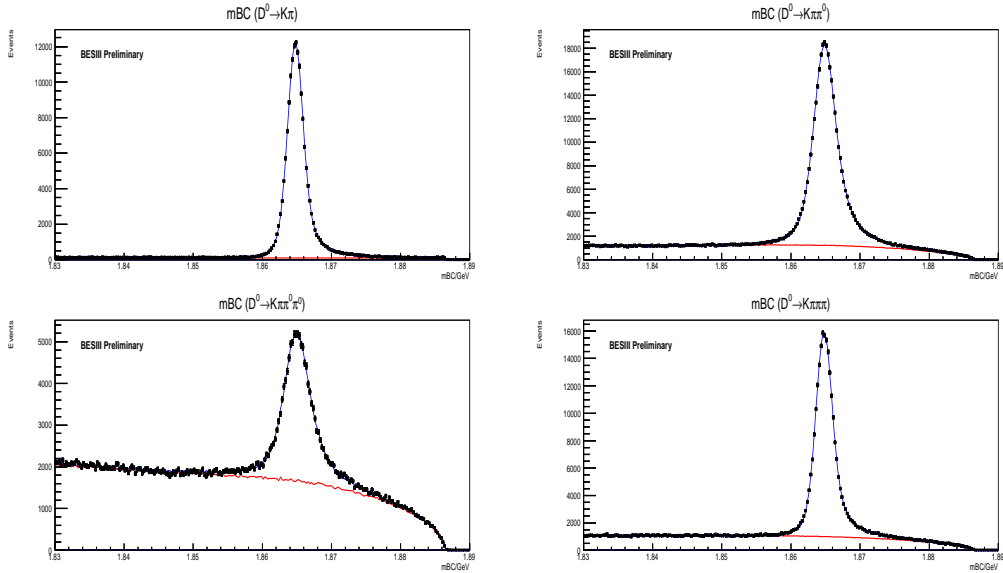 mBC (D⁰→Kπ)
Events
BESIII Preliminary
12000
10000
8000
6000
4000
2000
0
1.83 1.84 1.85 1.86 1.87 1.88 1.89
mBC/GeV
mBC (D⁰→Kππ⁰)
Events
BESIII Preliminary
18000
16000
14000
12000
10000
8000
6000
4000
2000
0
1.83 1.84 1.85 1.86 1.87 1.88 1.89
mBC/GeV
mBC (D⁰→Kππ⁰π⁰)
Events
BESIII Preliminary
5000
4000
3000
2000
1000
0
1.83 1.84 1.85 1.86 1.87 1.88 1.89
mBC/GeV
mBC (D⁰→Kπππ)
Events
BESIII Preliminary
16000
14000
12000
10000
8000
6000
4000
2000
0
1.83 1.84 1.85 1.86 1.87 1.88 1.89
mBC/GeV